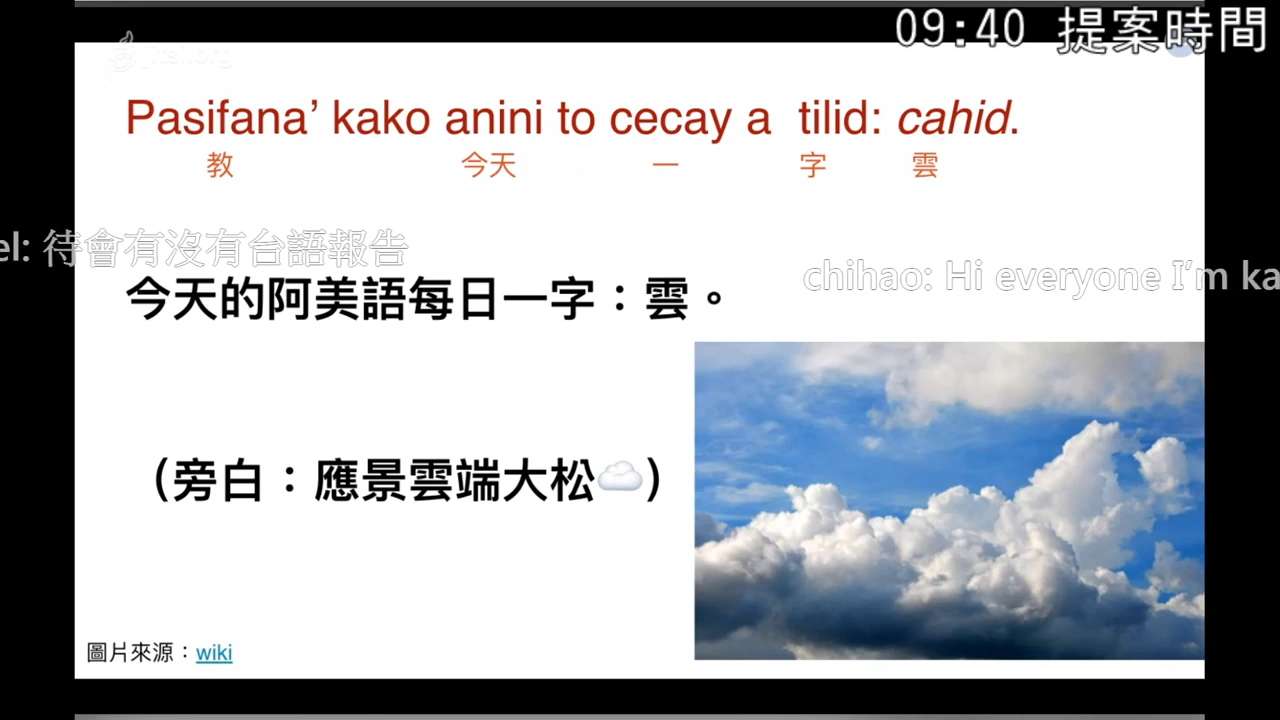 09:40 提案時間
jitsi.org
Pasifana’ kako anini to cecay a tilid: cahid.
教 今天 一 字 雲
el: 待會有沒有台語報告
chihao: Hi everyone I’m ka
今天的阿美語每日一字：雲。
（旁白：應景雲端大松☁️）
圖片來源：wiki